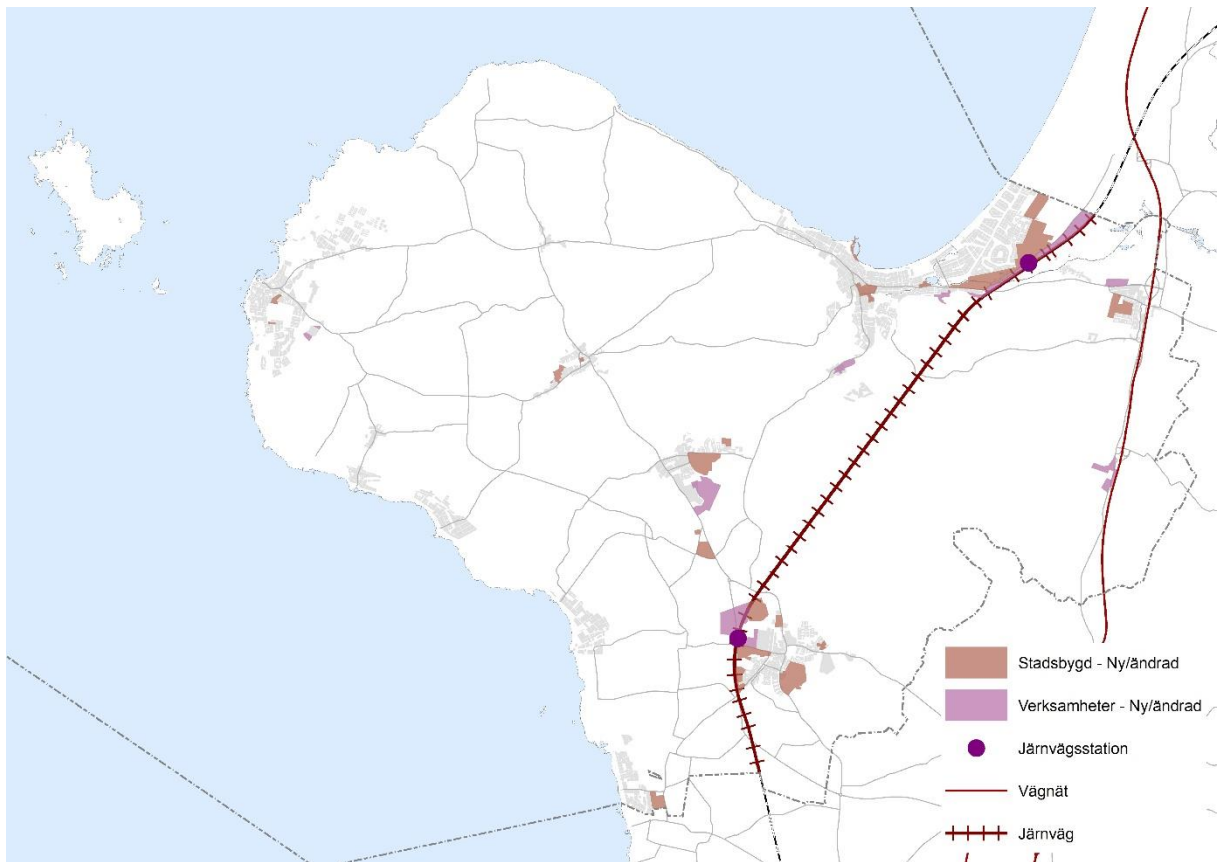 Stadsbygd - Ny/ändrad
Verksamheter - Ny/ändrad
Järnvägsstation
Vägnät
Järnväg